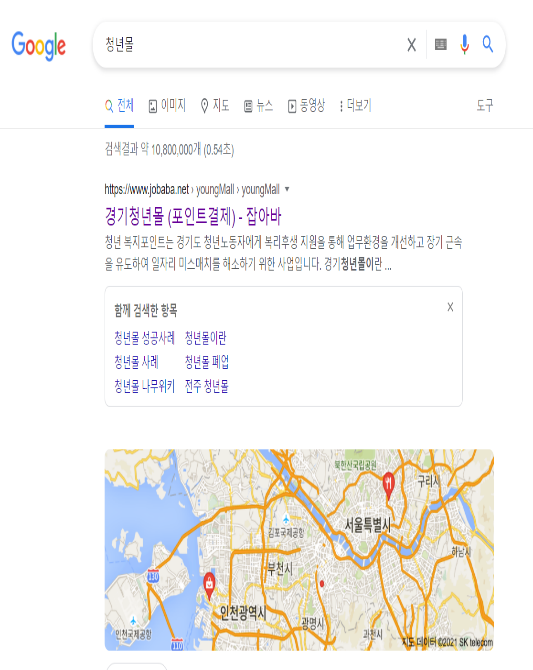 Google
청년몰
전체 이미지 지도 뉴스 동영상 더보기 도구
검색결과 약 10,800,000개 (0.54초)
https://www.jobaba.net › youngMall › youngMall
경기청년몰 (포인트결제) - 잡아바
청년 복지포인트는 경기도 청년노동자에게 복리후생 지원을 통해 업무환경을 개선하고 장기 근속
을 유도하여 일자리 미스매치를 해소하기 위한 사업입니다. 경기청년몰이란 ...
함께 검색한 항목
청년몰 성공사례 청년몰이란
청년몰 사례 청년몰 폐업
청년몰 나무위키 전주 청년몰
북한산국립공원
구리시
서울특별시
김포국제공항
하남시
부천시
130
인천광역시
광명시
과천시
인천국제공항
110
지도 데이터 ©2021 SK telecom